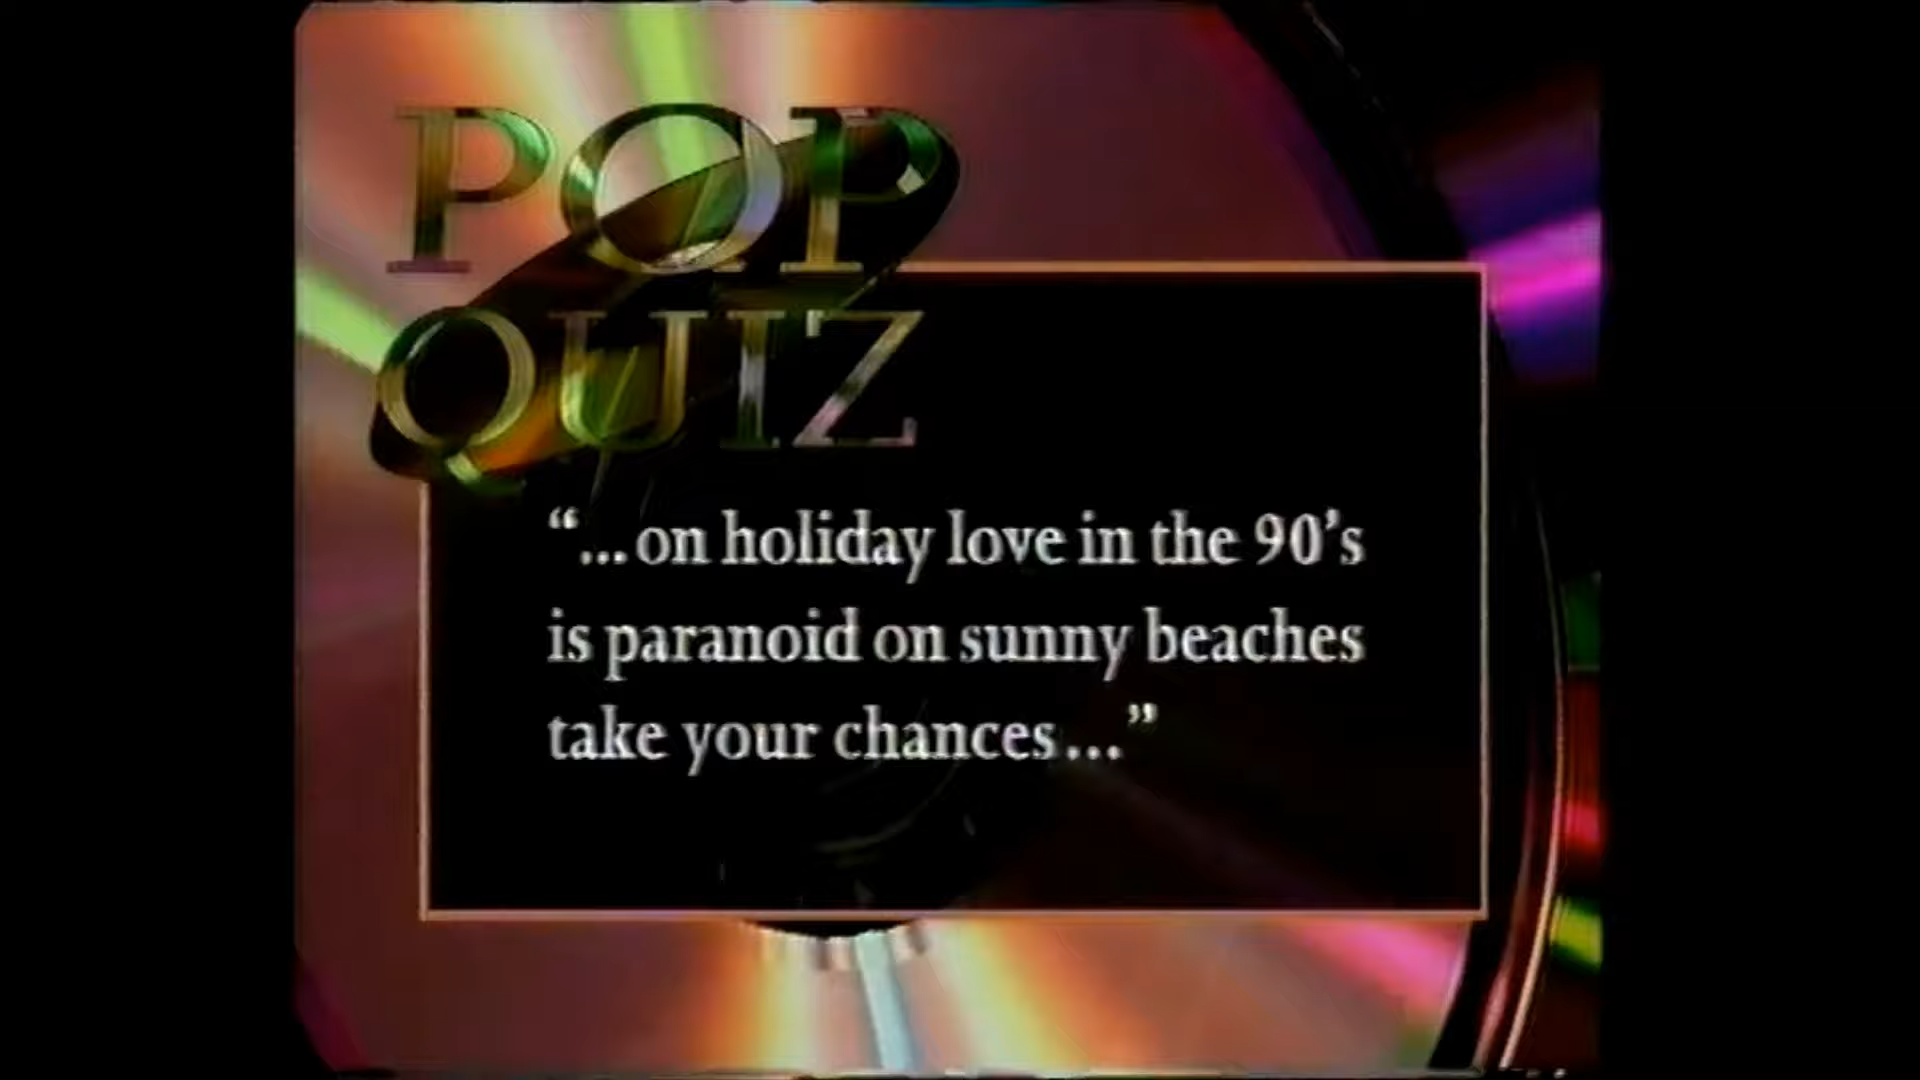 POP
QUIZ
“...on holiday love in the 90’s
is paranoid on sunny beaches
take your chances...”